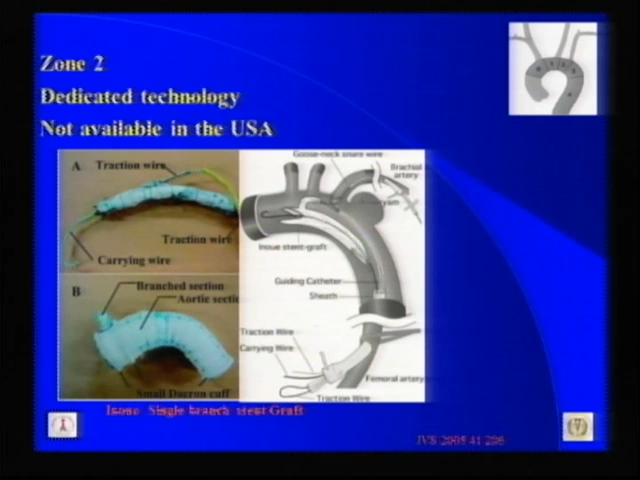 Zone 2
Dedicated technology
Not available in the USA
A Traction wire
Traction wire
Carrying wire
B
Branched section
Aortic sectio
Small Dacron cuff
Goose-neck snare wire
Brachial
artery
Inoue stent-graft
Guiding Catheter
Sheath
Traction Wire
Carrying Wire
Femoral artery
Traction Wire
Inoue Single branch stent Graft
JVS 2005 41 206